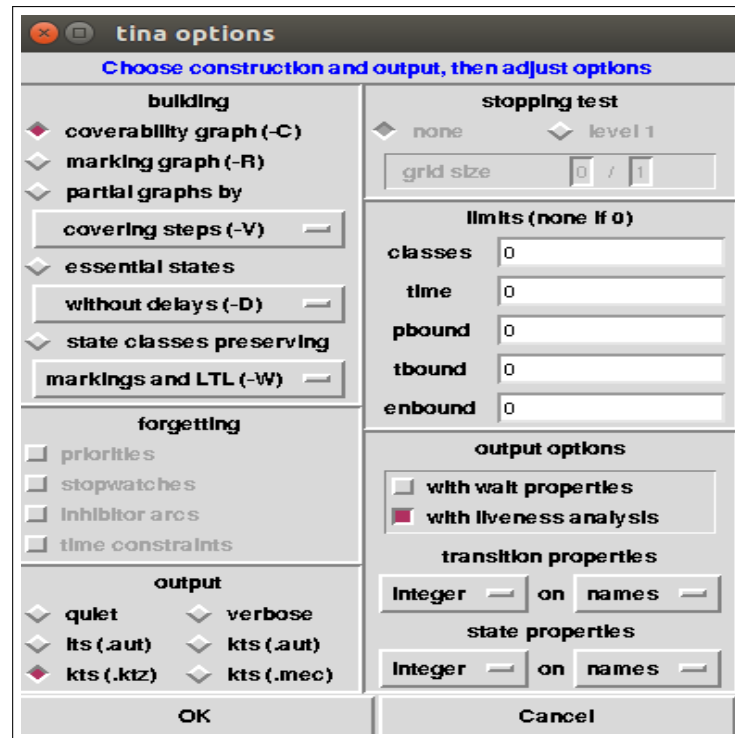 tina options
Choose construction and output, then adjust options
building
coverability graph (-C)
marking graph (-R)
partial graphs by
covering steps (-V)
essential states
without delays (-D)
state classes preserving
markings and LTL (-W)
forgetting
priorities
stopwatches
inhibitor arcs
time constraints
output
quiet verbose
lts (.aut) kts (.aut)
kts (.ktz) kts (.mec)
stopping test
none level 1
grid size 0 / 1
limits (none if 0)
classes 0
time 0
pbound 0
tbound 0
enbound 0
output options
with wait properties
with liveness analysis
transition properties
Integer on names
state properties
Integer on names
OK Cancel